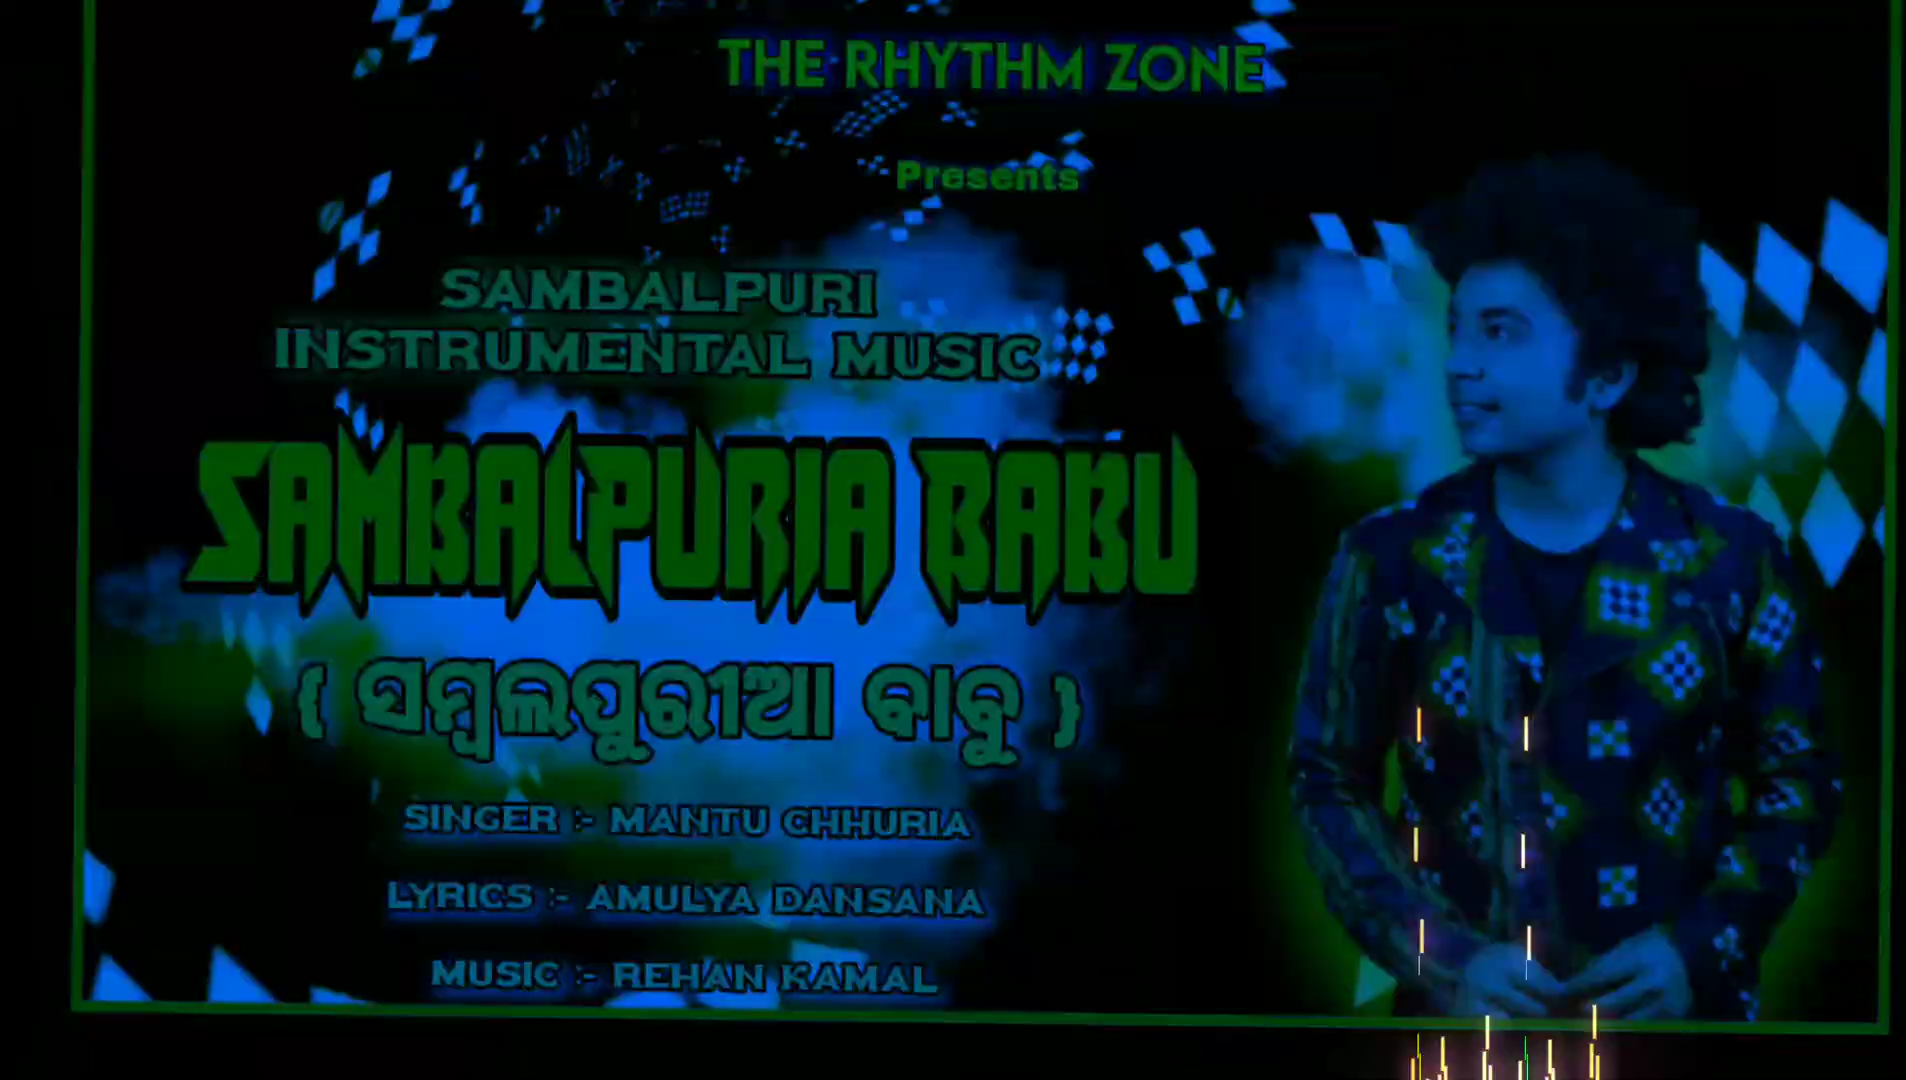 THE RHYTHM ZONE
Presents
SAMBALPURI
INSTRUMENTAL MUSIC
SAMBALPURIA BABU
{ ସମ୍ବଲପୁରୀଆ ବାବୁ }
SINGER :- MANTU CHHURIA
LYRICS :- AMULYA DANSANA
MUSIC :- REHAN KAMAL